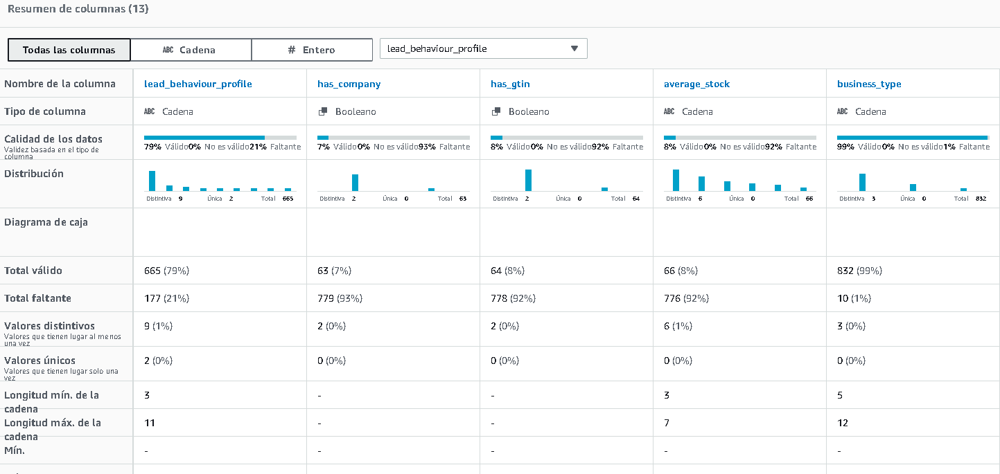 Resumen de columnas (13)
Todas las columnas ABC Cadena # Entero lead_behaviour_profile
Nombre de la columna lead_behaviour_profile has_company has_gtin average_stock business_type
Tipo de columna ABC Cadena Booleano Booleano ABC Cadena ABC Cadena
Calidad de los datos
Validez basada en el tipo de
columna
79% Válido 0% No es válido 21% Faltante 7% Válido 0% No es válido 93% Faltante 8% Válido 0% No es válido 92% Faltante 8% Válido 0% No es válido 92% Faltante 99% Válido 0% No es válido 1% Faltante
Distribución
Distintiva 9 Única 2 Total 665 Distintiva 2 Única 0 Total 63 Distintiva 2 Única 0 Total 64 Distintiva 6 Única 0 Total 66 Distintiva 3 Única 0 Total 832
Diagrama de caja
Total válido 665 (79%) 63 (7%) 64 (8%) 66 (8%) 832 (99%)
Total faltante 177 (21%) 779 (93%) 778 (92%) 776 (92%) 10 (1%)
Valores distintivos 9 (1%) 2 (0%) 2 (0%) 6 (1%) 3 (0%)
Valores que tienen lugar al menos
una vez
Valores únicos 2 (0%) 0 (0%) 0 (0%) 0 (0%) 0 (0%)
Valores que tienen lugar solo una
vez
Longitud mín. de la 3 - - 3 5
cadena
Longitud máx. de la 11 - - 7 12
cadena
Mín. - - - - -